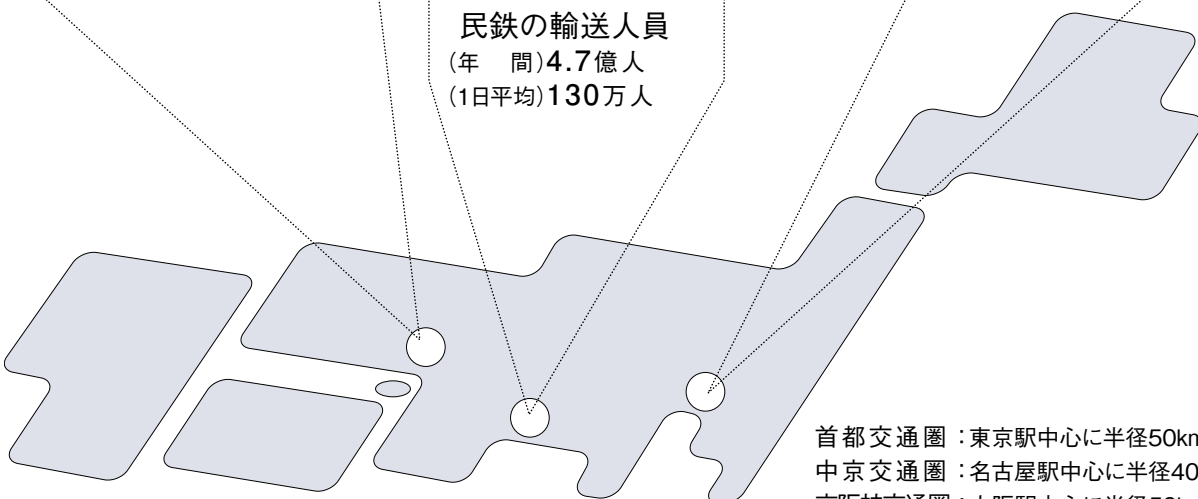 民鉄の輸送人員
(年　間)4.7億人
(1日平均)130万人
首都交通圏：東京駅中心に半径50km
中京交通圏：名古屋駅中心に半径40